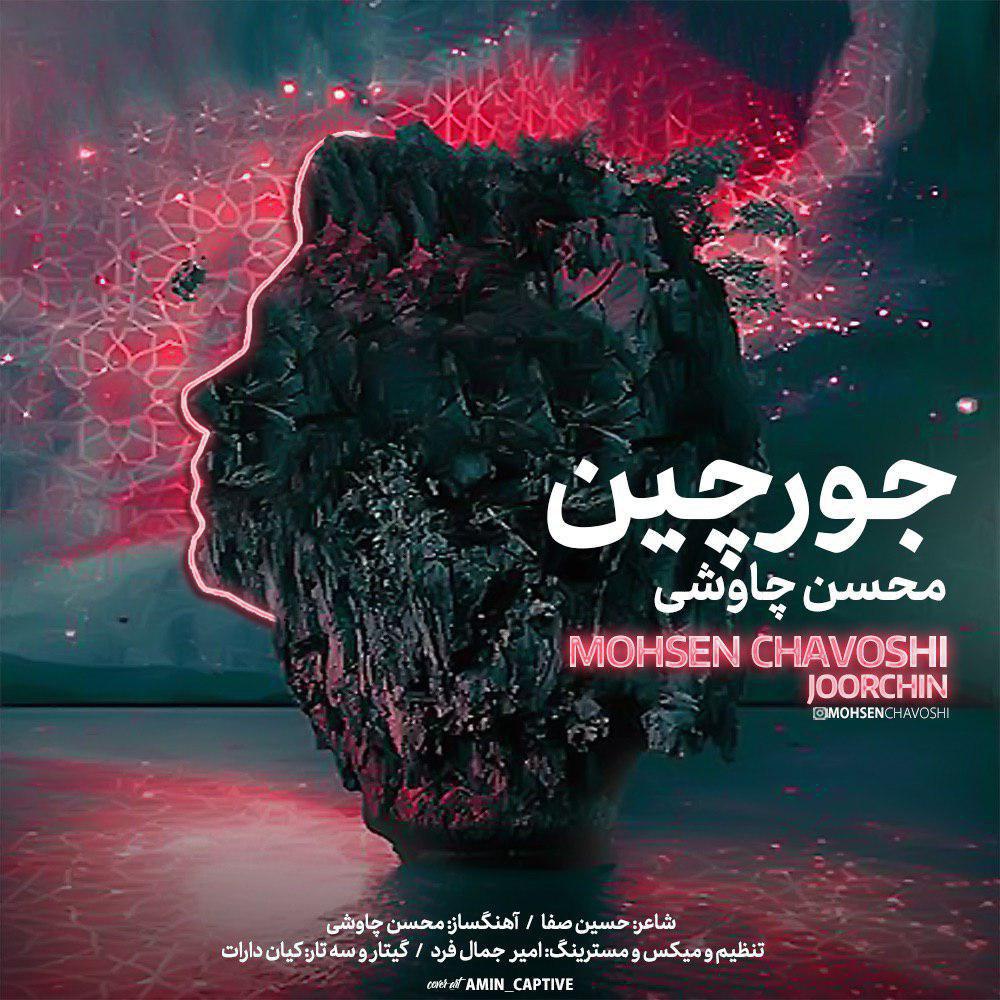 جورچین
محسن چاوشی
MOHSEN CHAVOSHI
JOORCHIN
MOHSENCHAVOSHI
شاعر: حسین صفا / آهنگساز: محسن چاوشی
تنظیم و میکس و مسترینگ: امیر جمال فرد / گیتار و سه تار: کیان دارات
cover art AMIN_CAPTIVE